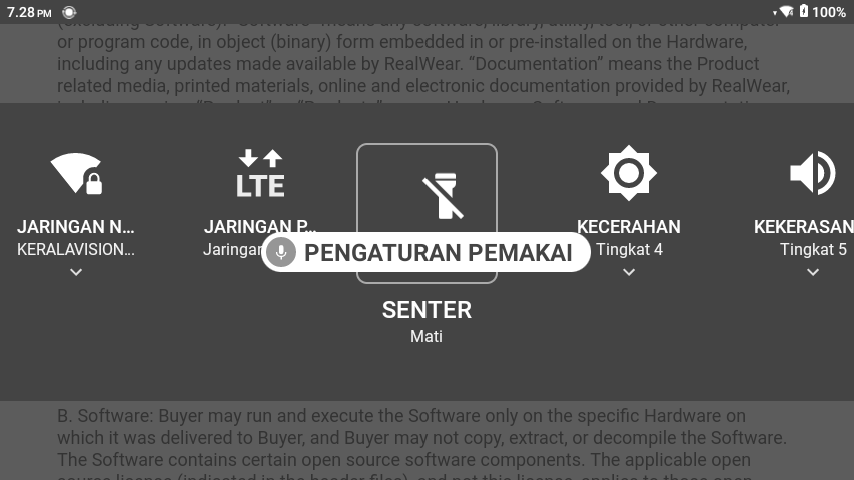 7.28 PM
100%
or program code, in object (binary) form embedded in or pre-installed on the Hardware,
including any updates made available by RealWear. “Documentation” means the Product
related media, printed materials, online and electronic documentation provided by RealWear,
LTE
JARINGAN N...
JARINGAN P...
KECERAHAN
KEKERASAN
KERALAVISION...
Jaringan
Tingkat 4
Tingkat 5
PENGATURAN PEMAKAI
SENTER
Mati
B. Software: Buyer may run and execute the Software only on the specific Hardware on
which it was delivered to Buyer, and Buyer may not copy, extract, or decompile the Software.
The Software contains certain open source software components. The applicable open